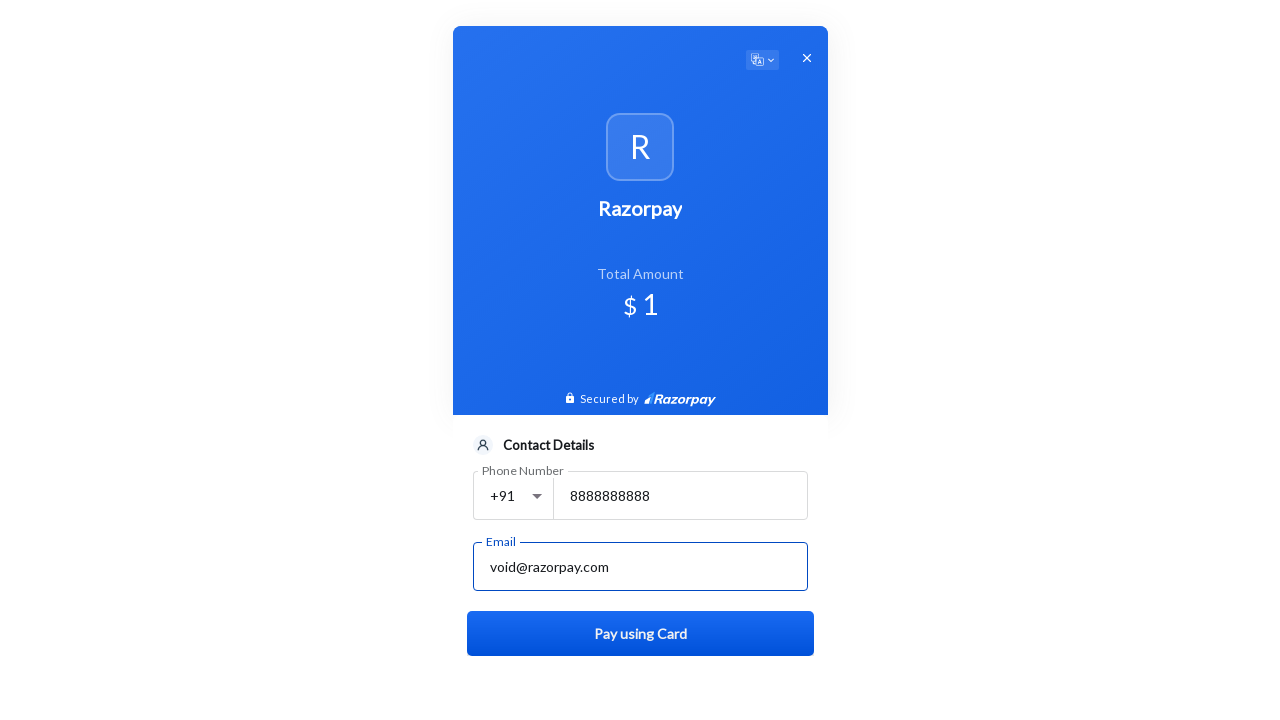 R
Razorpay
Total Amount
$ 1
Secured by Razorpay
Contact Details
Phone Number
+91 8888888888
Email
void@razorpay.com
Pay using Card